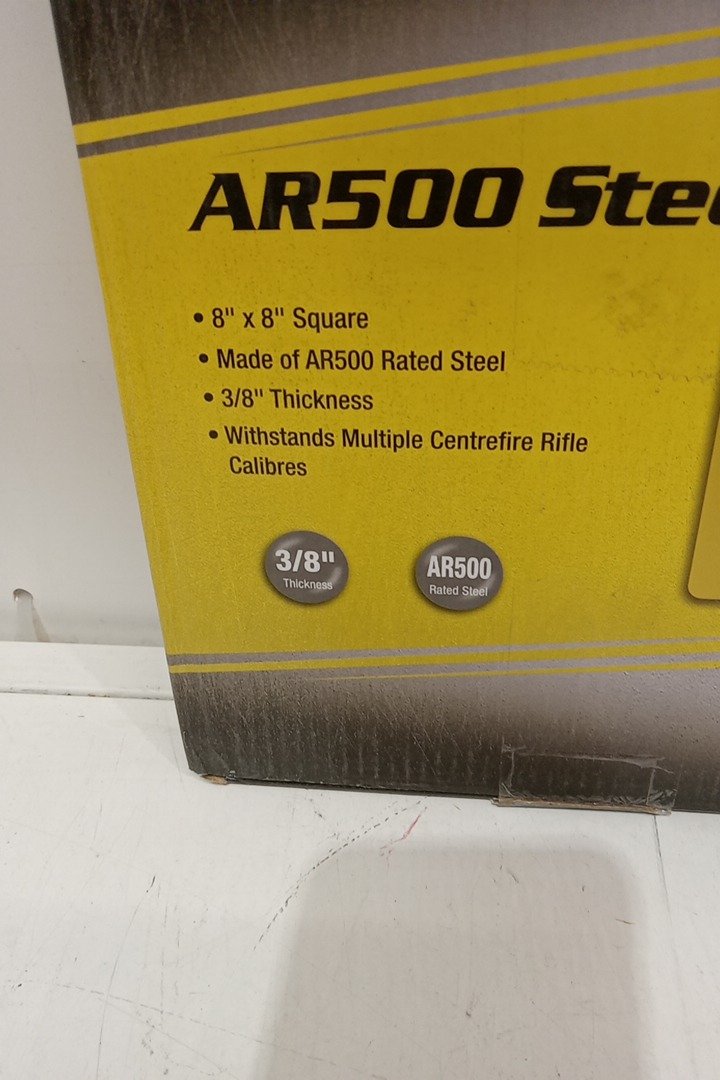 AR500 Stee
• 8" x 8" Square
• Made of AR500 Rated Steel
• 3/8" Thickness
• Withstands Multiple Centrefire Rifle
Calibres
3/8"
Thickness
AR500
Rated Steel